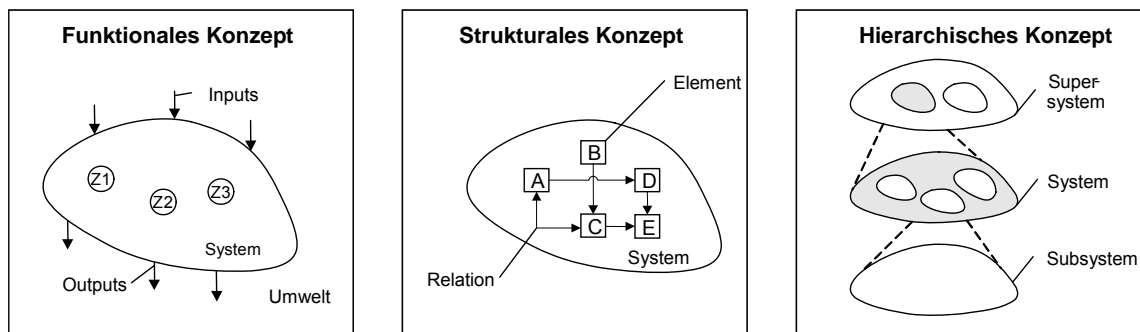 Funktionales Konzept
Inputs
Z1
Z2
Z3
System
Outputs
Umwelt
Strukturales Konzept
Element
B
A
D
C
E
System
Relation
Hierarchisches Konzept
Super-
system
System
Subsystem